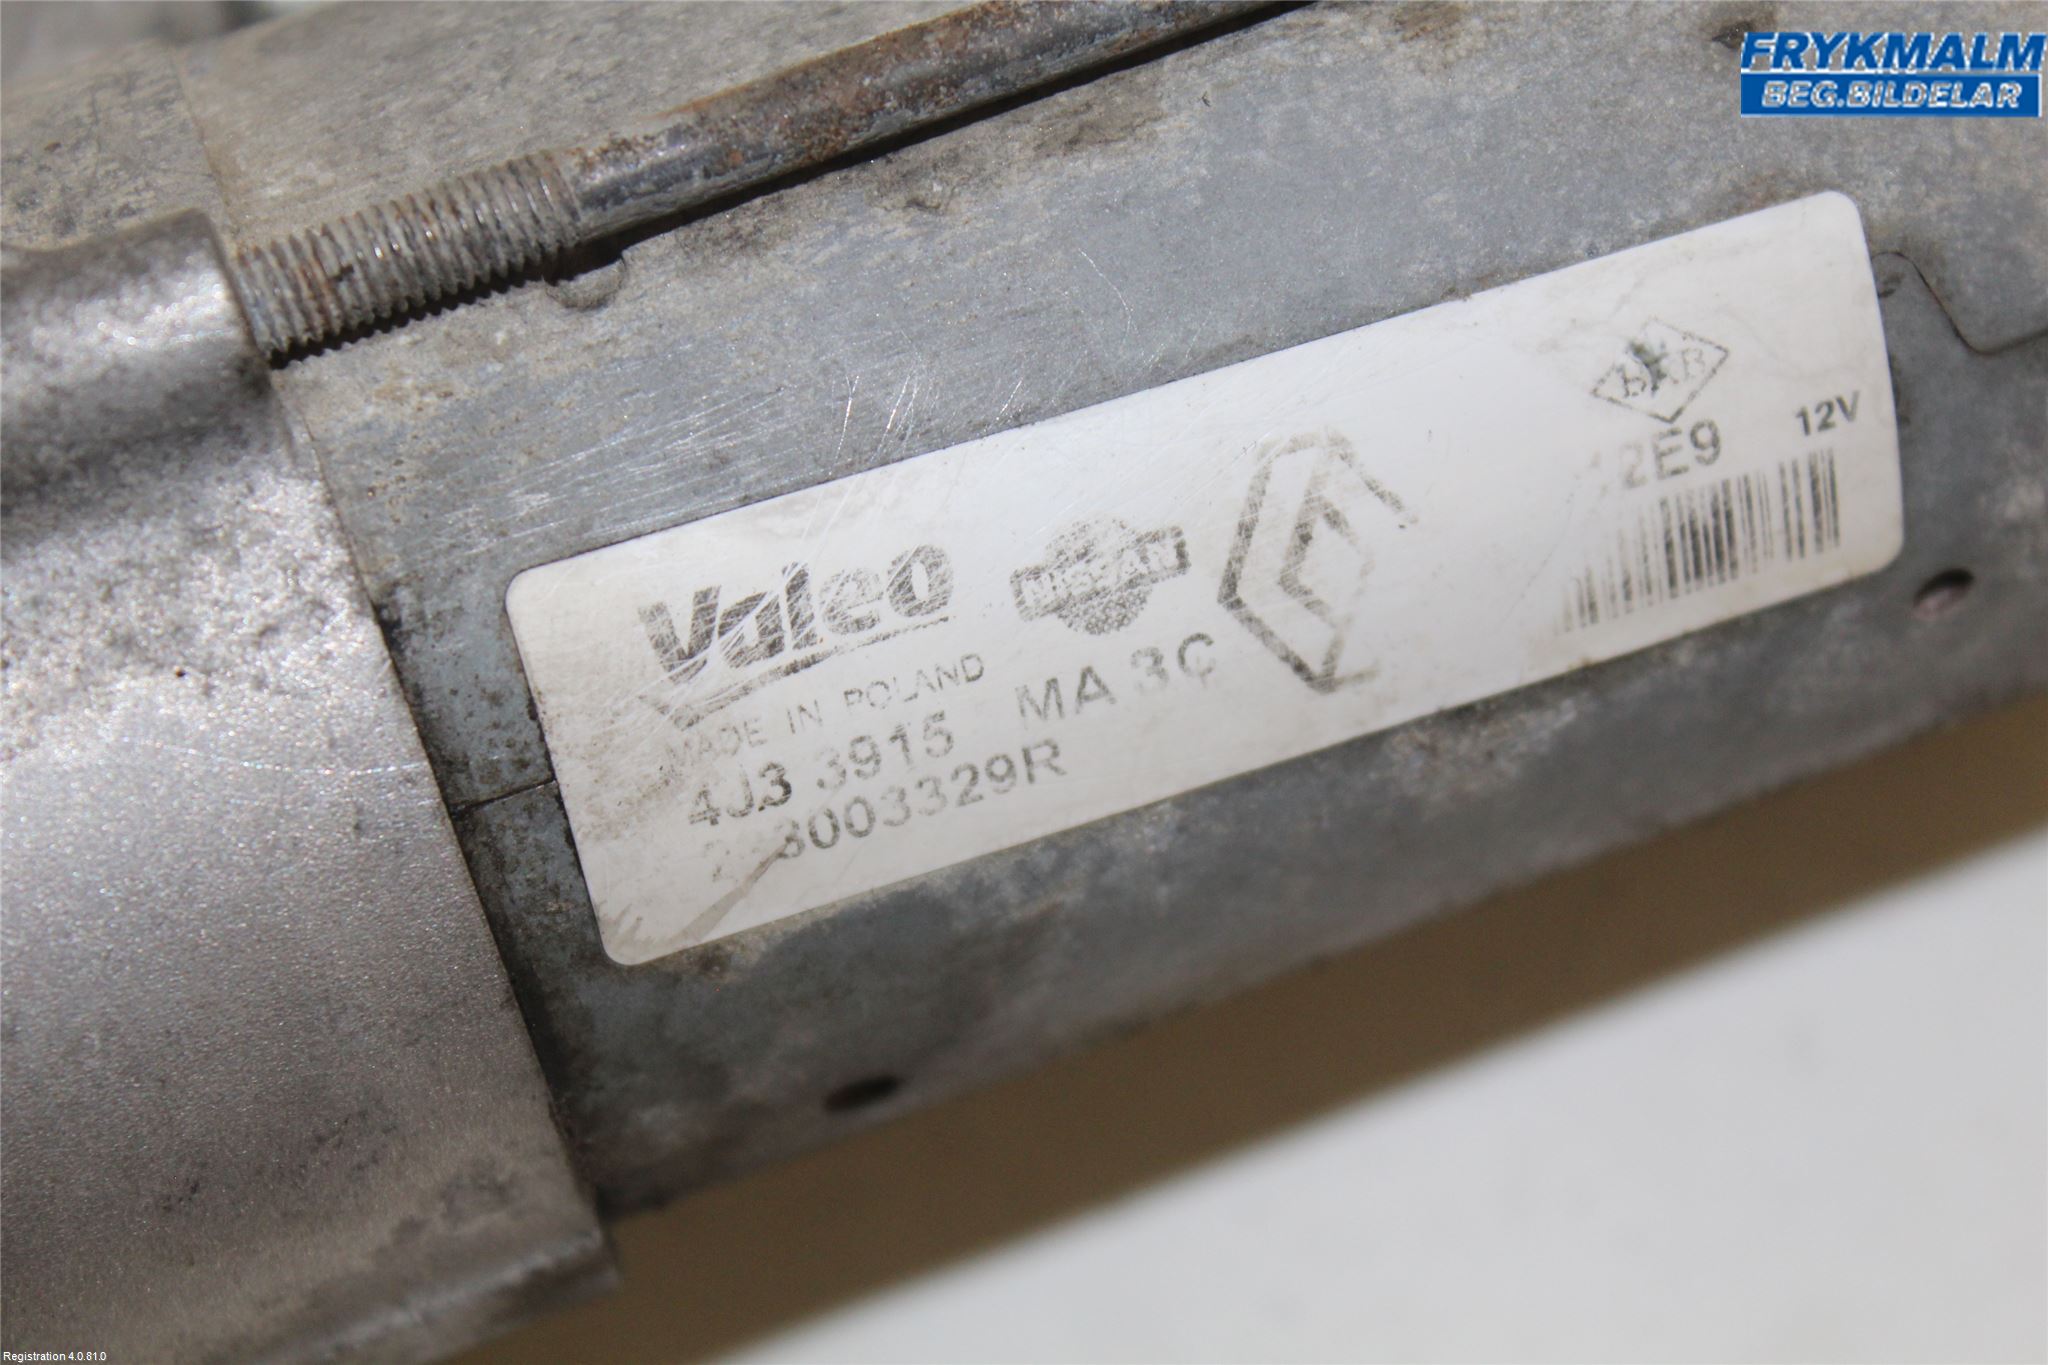 FRYKMALM
BEG.BILDELAR
Valeo
NISSAN
MADE IN POLAND
4J3 3915 MA 3C
3003329R
2E9
12V
Registration 4.0.81.0